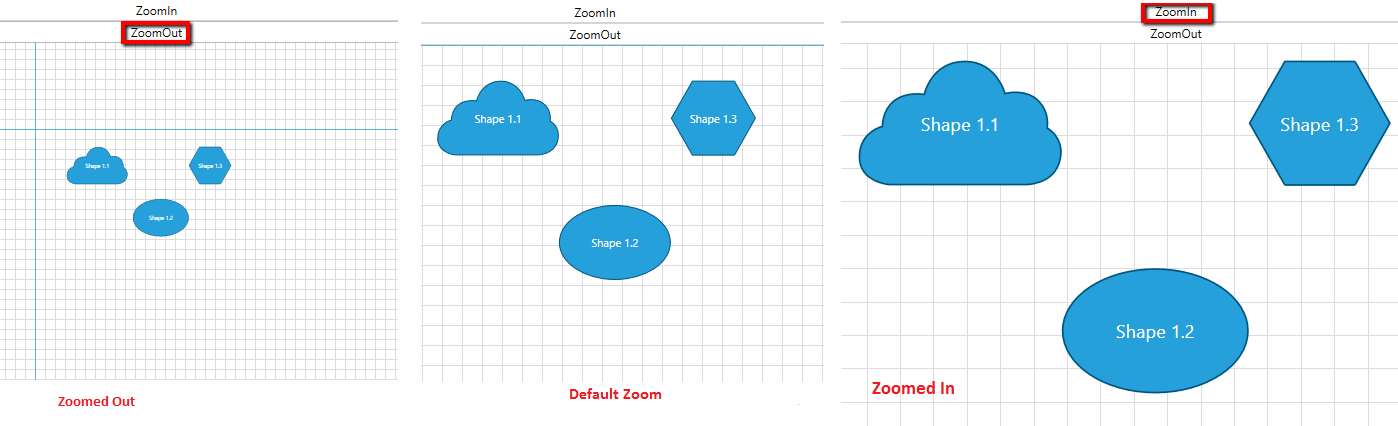 ZoomIn
ZoomOut
Shape 1.1
Shape 1.3
Shape 1.2
Zoomed Out
ZoomIn
ZoomOut
Shape 1.1
Shape 1.3
Shape 1.2
Default Zoom
ZoomIn
ZoomOut
Shape 1.1
Shape 1.3
Shape 1.2
Zoomed In